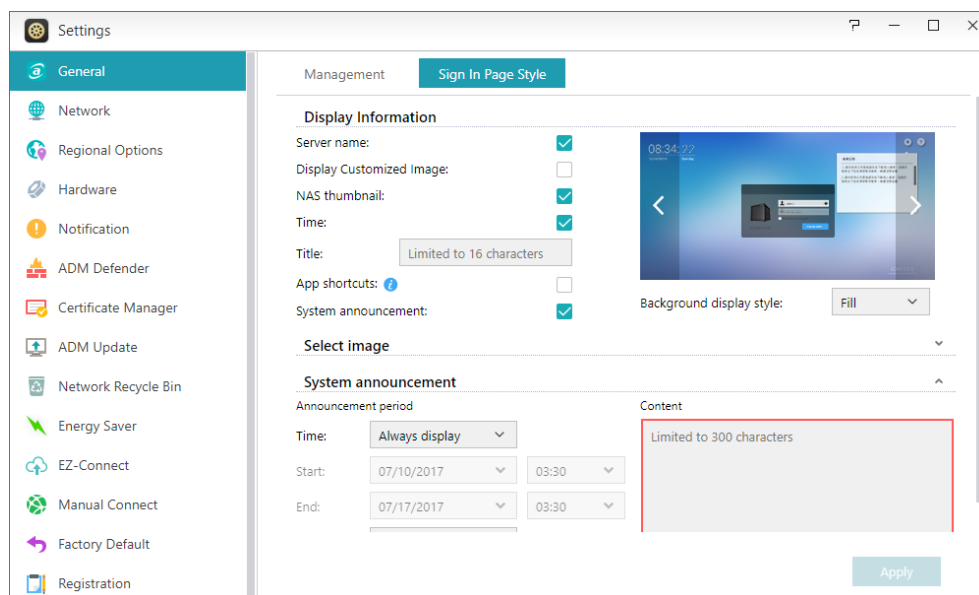 Settings
General
Network
Regional Options
Hardware
Notification
ADM Defender
Certificate Manager
ADM Update
Network Recycle Bin
Energy Saver
EZ-Connect
Manual Connect
Factory Default
Registration
Management
Sign In Page Style
Display Information
Server name:
Display Customized Image:
NAS thumbnail:
Time:
Title:
Limited to 16 characters
App shortcuts:
System announcement:
08:34:22
Background display style:
Fill
Select image
System announcement
Announcement period
Time:
Always display
Start:
07/10/2017
03:30
End:
07/17/2017
03:30
Content
Limited to 300 characters
Apply